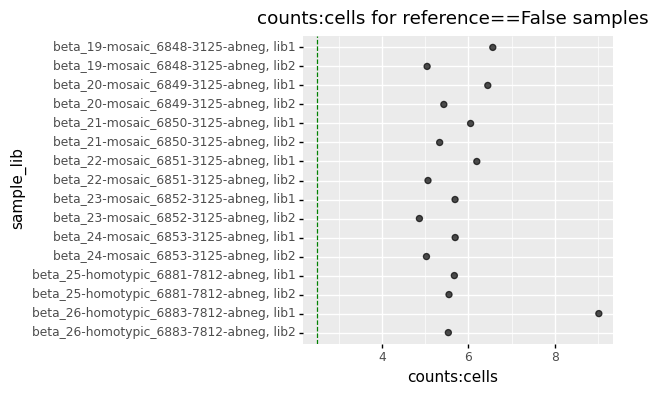 counts:cells for reference==False samples
beta_19-mosaic_6848-3125-abneg, lib1
beta_19-mosaic_6848-3125-abneg, lib2
beta_20-mosaic_6849-3125-abneg, lib1
beta_20-mosaic_6849-3125-abneg, lib2
beta_21-mosaic_6850-3125-abneg, lib1
beta_21-mosaic_6850-3125-abneg, lib2
beta_22-mosaic_6851-3125-abneg, lib1
beta_22-mosaic_6851-3125-abneg, lib2
beta_23-mosaic_6852-3125-abneg, lib1
beta_23-mosaic_6852-3125-abneg, lib2
beta_24-mosaic_6853-3125-abneg, lib1
beta_24-mosaic_6853-3125-abneg, lib2
beta_25-homotypic_6881-7812-abneg, lib1
beta_25-homotypic_6881-7812-abneg, lib2
beta_26-homotypic_6883-7812-abneg, lib1
beta_26-homotypic_6883-7812-abneg, lib2
sample_lib
4 6 8
counts:cells